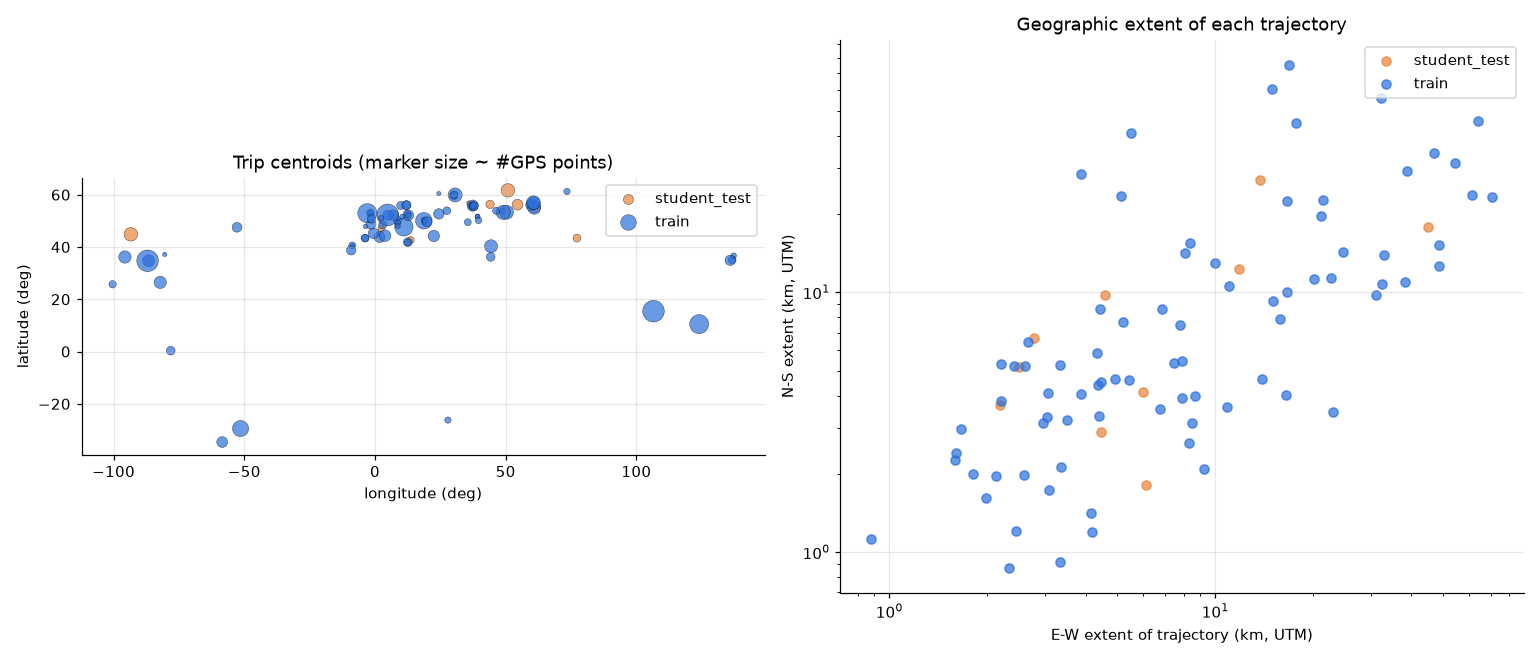 Trip centroids (marker size ~ #GPS points)
student_test
train
60
40
20
0
−20
−100
−50
0
50
100
latitude (deg)
longitude (deg)
Geographic extent of each trajectory
student_test
train
10¹
10⁰
10⁰
10¹
N-S extent (km, UTM)
E-W extent of trajectory (km, UTM)